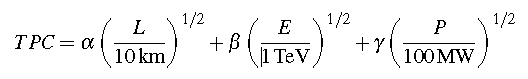 TPC = α (L / 10 km)^{1/2} + β (E / 1 TeV)^{1/2} + γ (P / 100 MW)^{1/2}